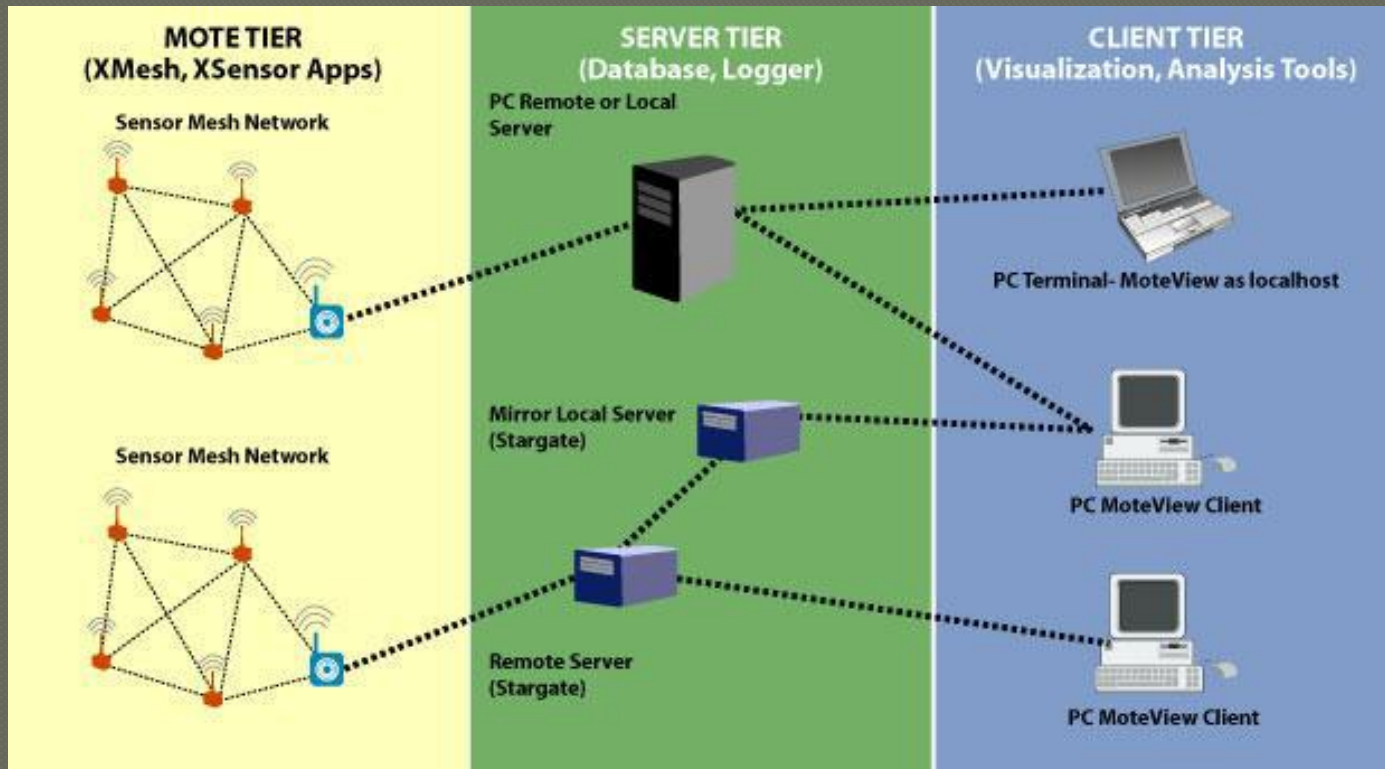 MOTE TIER
(XMesh, XSensor Apps)
Sensor Mesh Network
Sensor Mesh Network
SERVER TIER
(Database, Logger)
PC Remote or Local
Server
Mirror Local Server
(Stargate)
Remote Server
(Stargate)
CLIENT TIER
(Visualization, Analysis Tools)
PC Terminal- MoteView as localhost
PC MoteView Client
PC MoteView Client